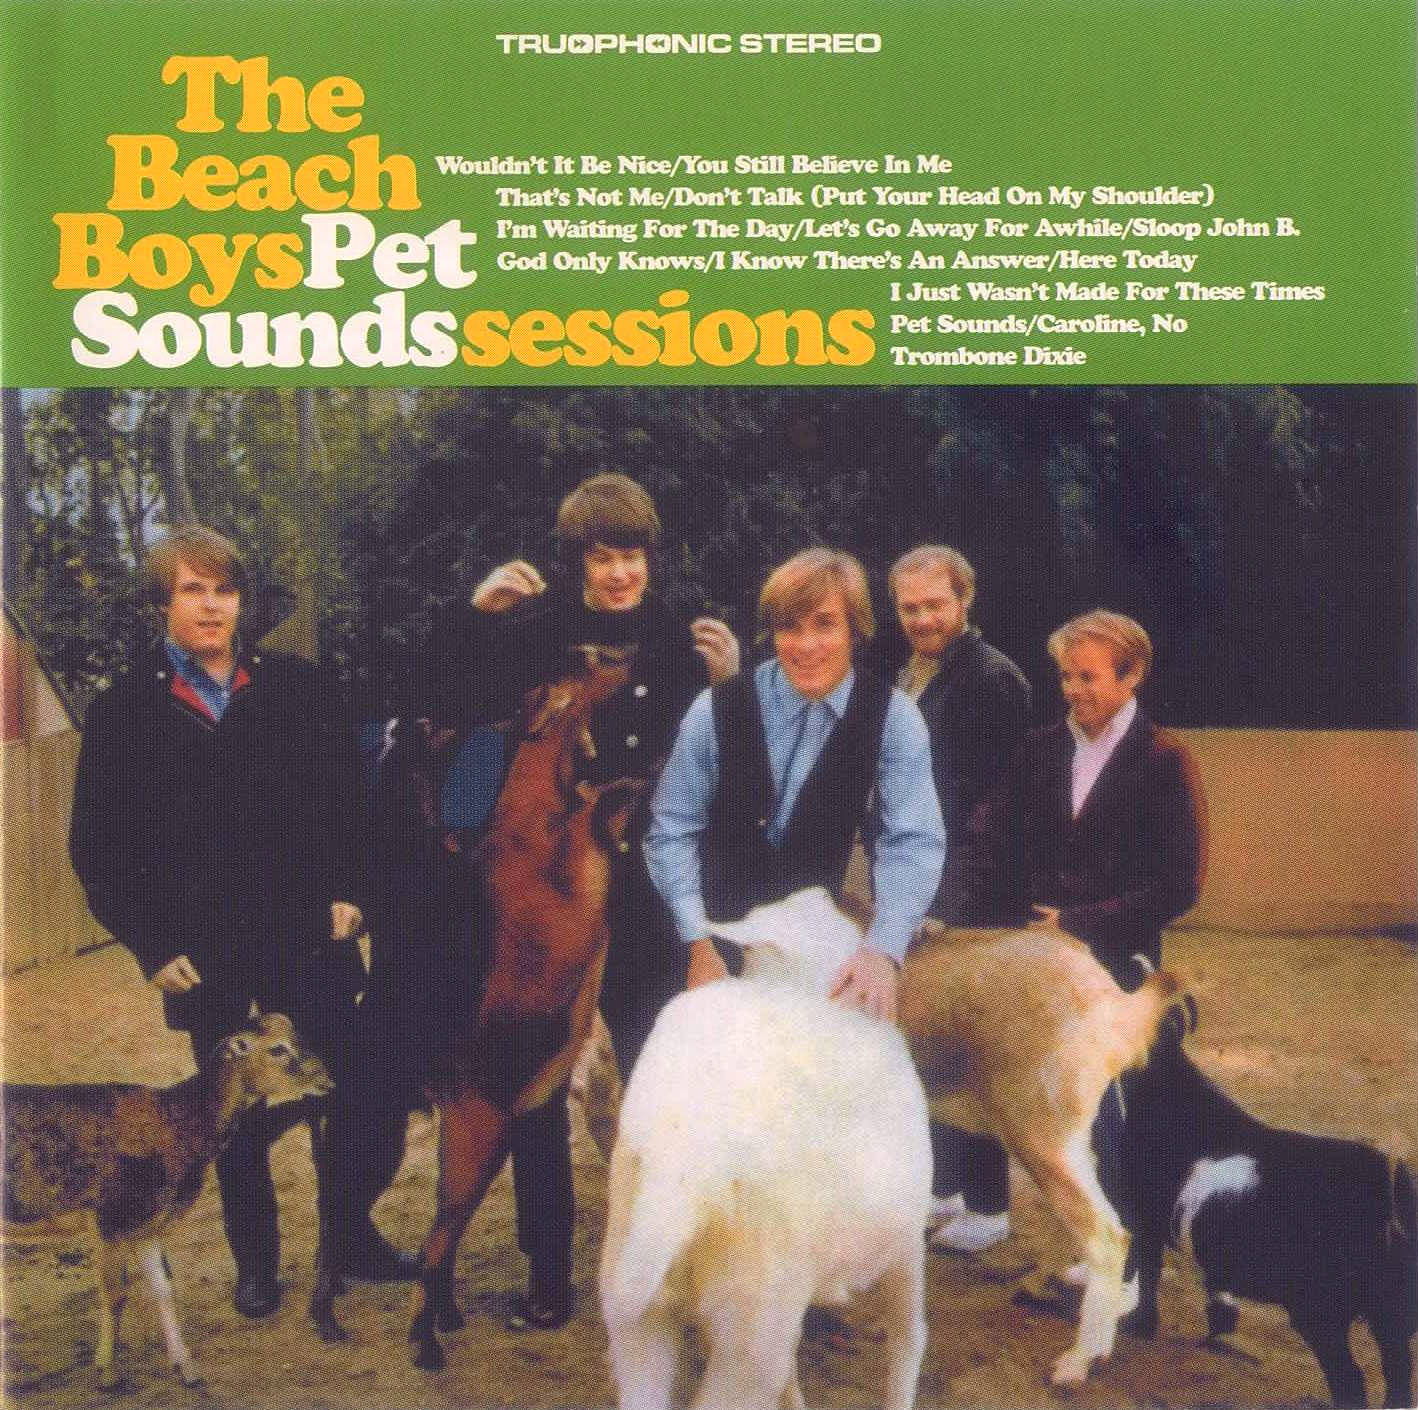 TRUOPHONIC STEREO
The
Beach
Boys Pet
Sounds sessions
Wouldn't It Be Nice/You Still Believe In Me
That's Not Me/Don't Talk (Put Your Head On My Shoulder)
I'm Waiting For The Day/Let's Go Away For Awhile/Sloop John B.
God Only Knows/I Know There's An Answer/Here Today
I Just Wasn't Made For These Times
Pet Sounds/Caroline, No
Trombone Dixie